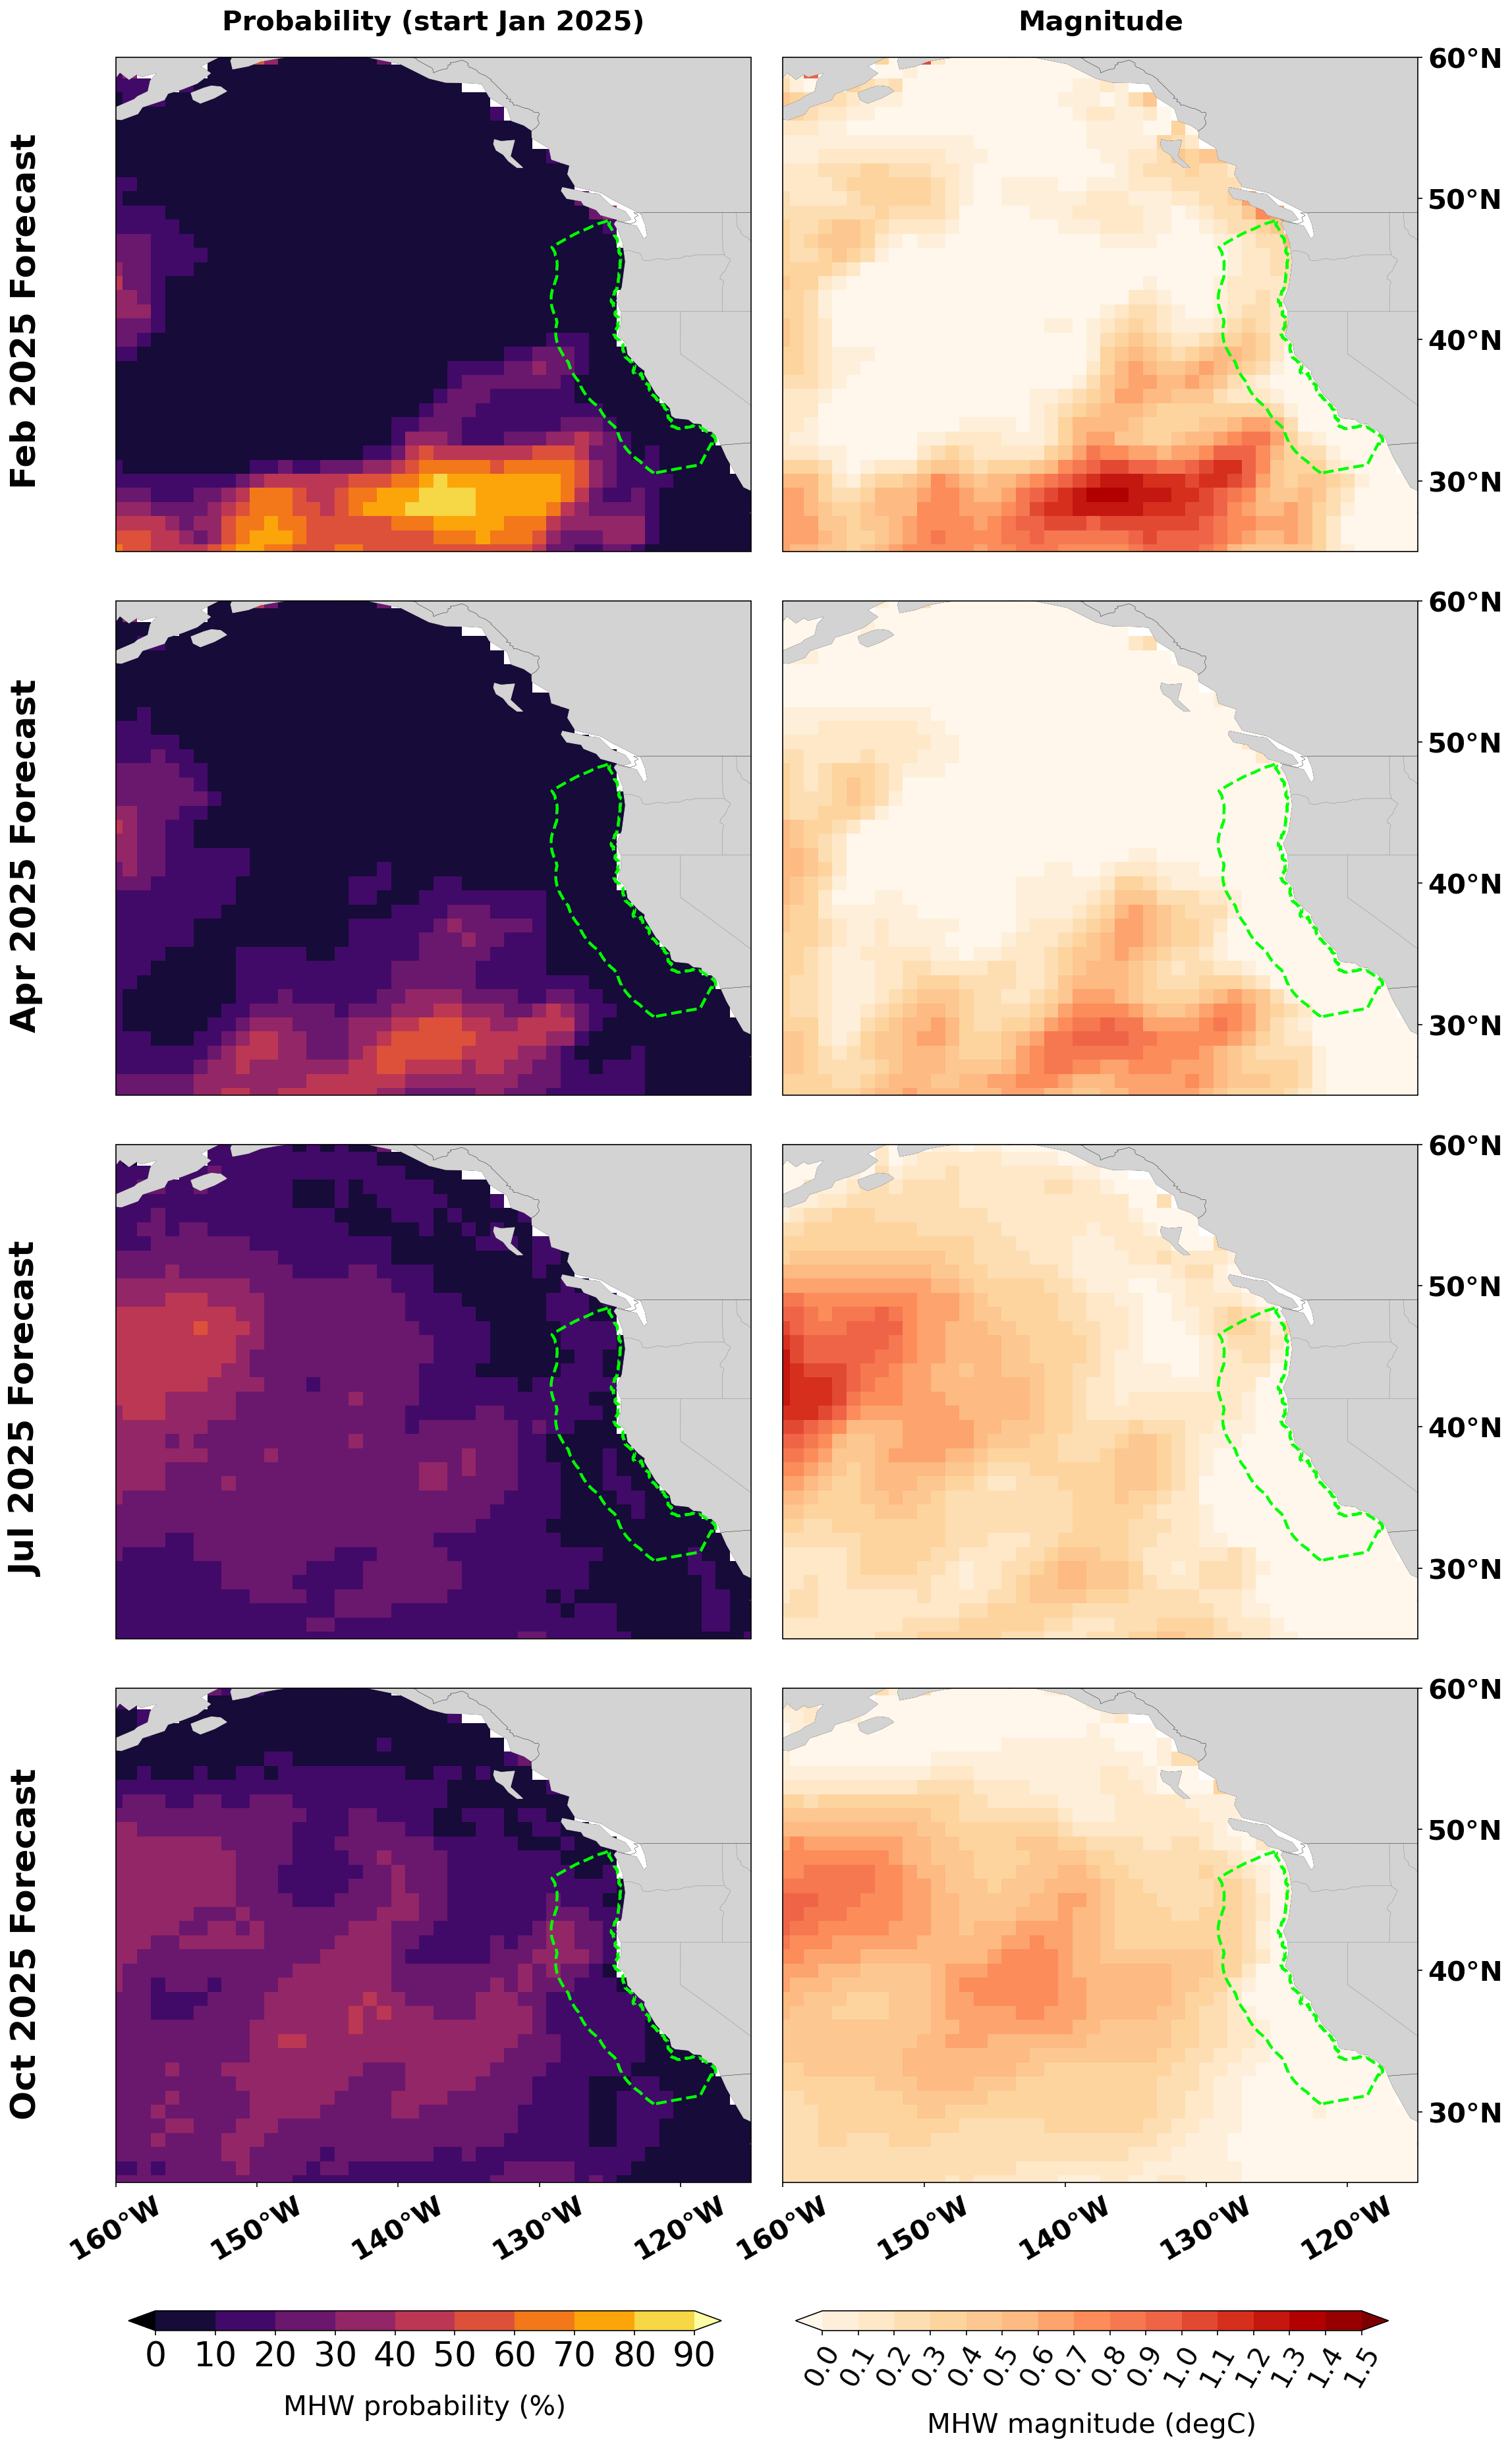 Probability (start Jan 2025)
Magnitude
Feb 2025 Forecast
60°N
50°N
40°N
30°N
Apr 2025 Forecast
60°N
50°N
40°N
30°N
Jul 2025 Forecast
60°N
50°N
40°N
30°N
Oct 2025 Forecast
60°N
50°N
40°N
30°N
160°W 150°W 140°W 130°W 120°W
160°W 150°W 140°W 130°W 120°W
0 10 20 30 40 50 60 70 80 90
MHW probability (%)
0.0 0.1 0.2 0.3 0.4 0.5 0.6 0.7 0.8 0.9 1.0 1.1 1.2 1.3 1.4 1.5
MHW magnitude (degC)